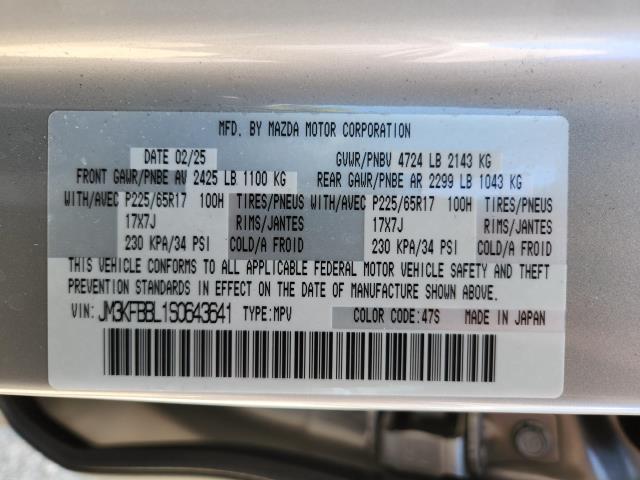 MFD. BY MAZDA MOTOR CORPORATION
DATE 02/25 GVWR/PNBV 4724 LB 2143 KG
FRONT GAWR/PNBE AV 2425 LB 1100 KG REAR GAWR/PNBE AR 2299 LB 1043 KG
WITH/AVEC P225/65R17 100H TIRES/PNEUS WITH/AVEC P225/65R17 100H TIRES/PNEUS
17X7J RIMS/JANTES 17X7J RIMS/JANTES
230 KPA/34 PSI COLD/A FROID 230 KPA/34 PSI COLD/A FROID
THIS VEHICLE CONFORMS TO ALL APPLICABLE FEDERAL MOTOR VEHICLE SAFETY AND THEFT
PREVENTION STANDARDS IN EFFECT ON THE DATE OF MANUFACTURE SHOWN ABOVE.
VIN: JM3KFBBL1S0643641 TYPE:MPV COLOR CODE:47S MADE IN JAPAN